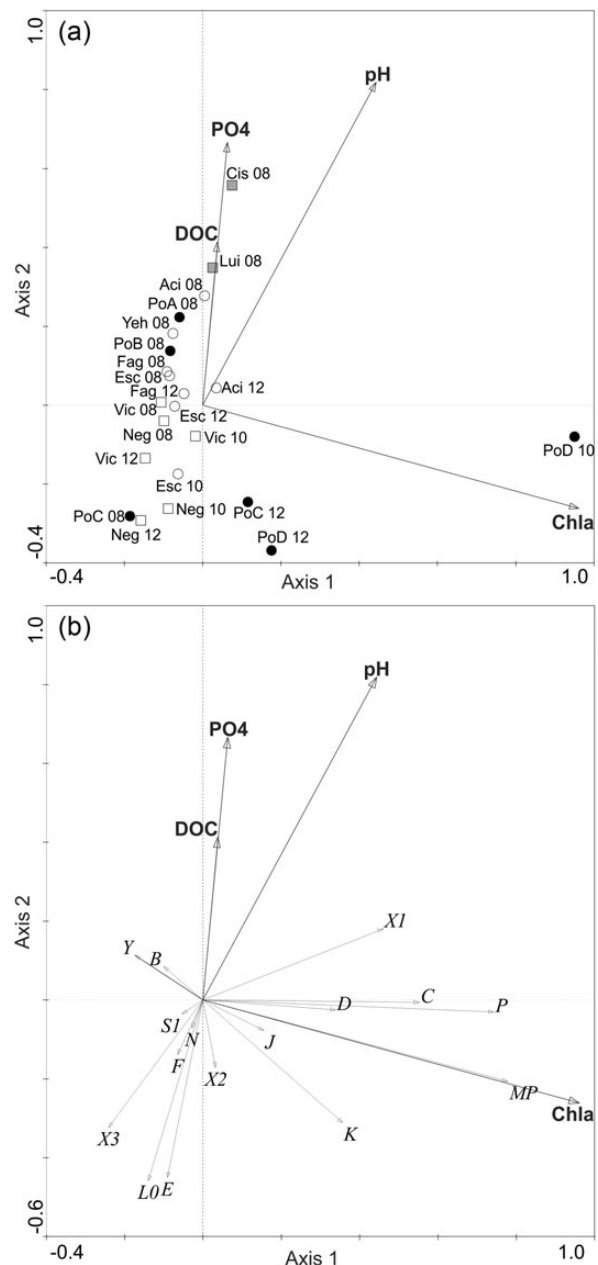 1.0
(a)
pH
PO4
Cis 08
DOC
Lui 08
Aci 08
PoA 08
Yeh 08
PoB 08
Fag 08
Esc 08
Aci 12
Fag 12
Vic 08
Esc 12
Neg 08
Vic 10
PoD 10
Vic 12
Esc 10
PoC 08
Neg 10
PoC 12
Chla
Neg 12
PoD 12
Axis 2
-0.4
-0.4
Axis 1
1.0
1.0
(b)
pH
PO4
DOC
Y
B
X1
D
C
P
S1
N
J
F
X2
MP
Chla
K
X3
L0
E
Axis 2
-0.6
-0.4
Axis 1
1.0